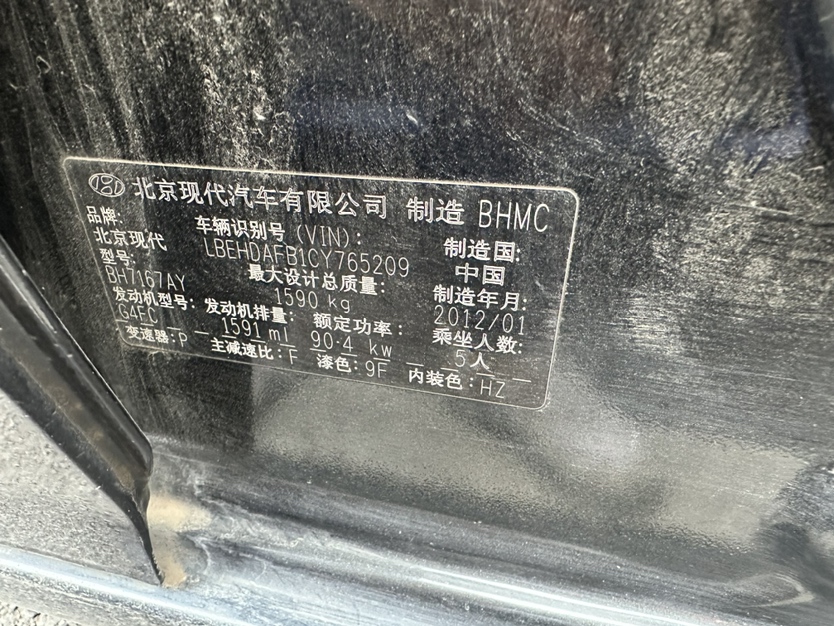 北京现代汽车有限公司 制造 BHMC
品牌: 车辆识别号(VIN): 制造国:
北京现代 LBEHDAFB1CY765209 中国
型号: 最大设计总质量: 制造年月:
BH7167AY 1590 kg 2012/01
发动机型号: 发动机排量: 额定功率: 乘坐人数:
G4FC 1591 ml 90.4 kw 5人
变速器:P 主减速比:F 漆色:9F 内装色:HZ